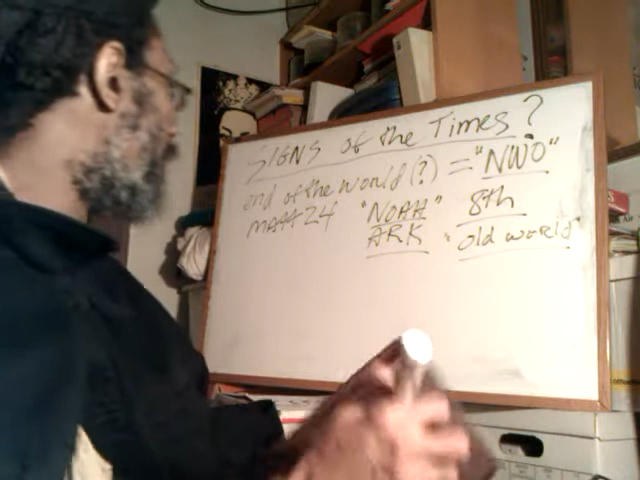 SIGNS of the Times?
end of the world (?) = "NWO"
MATT 24 "NOAH" 8th
ARK "old world"